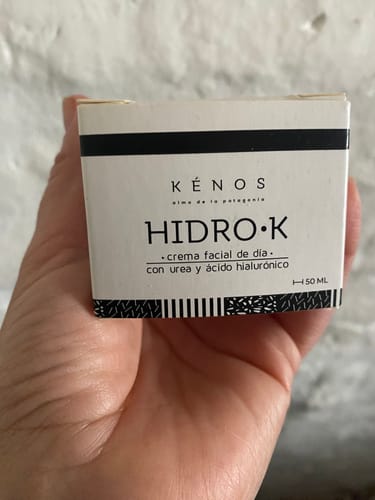 KÉNOS
alma de la patagonia
HIDRO•K
• crema facial de día •
con urea y ácido hialurónico
50 ML